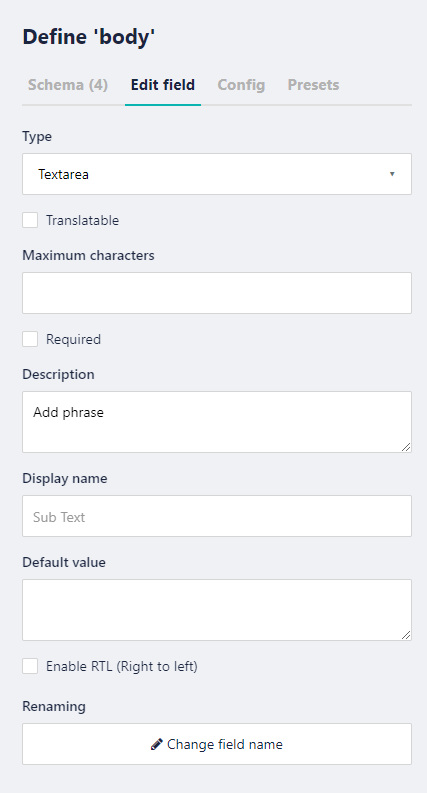 Define 'body'
Schema (4) Edit field Config Presets
Type
Textarea
Translatable
Maximum characters
Required
Description
Add phrase
Display name
Sub Text
Default value
Enable RTL (Right to left)
Renaming
Change field name